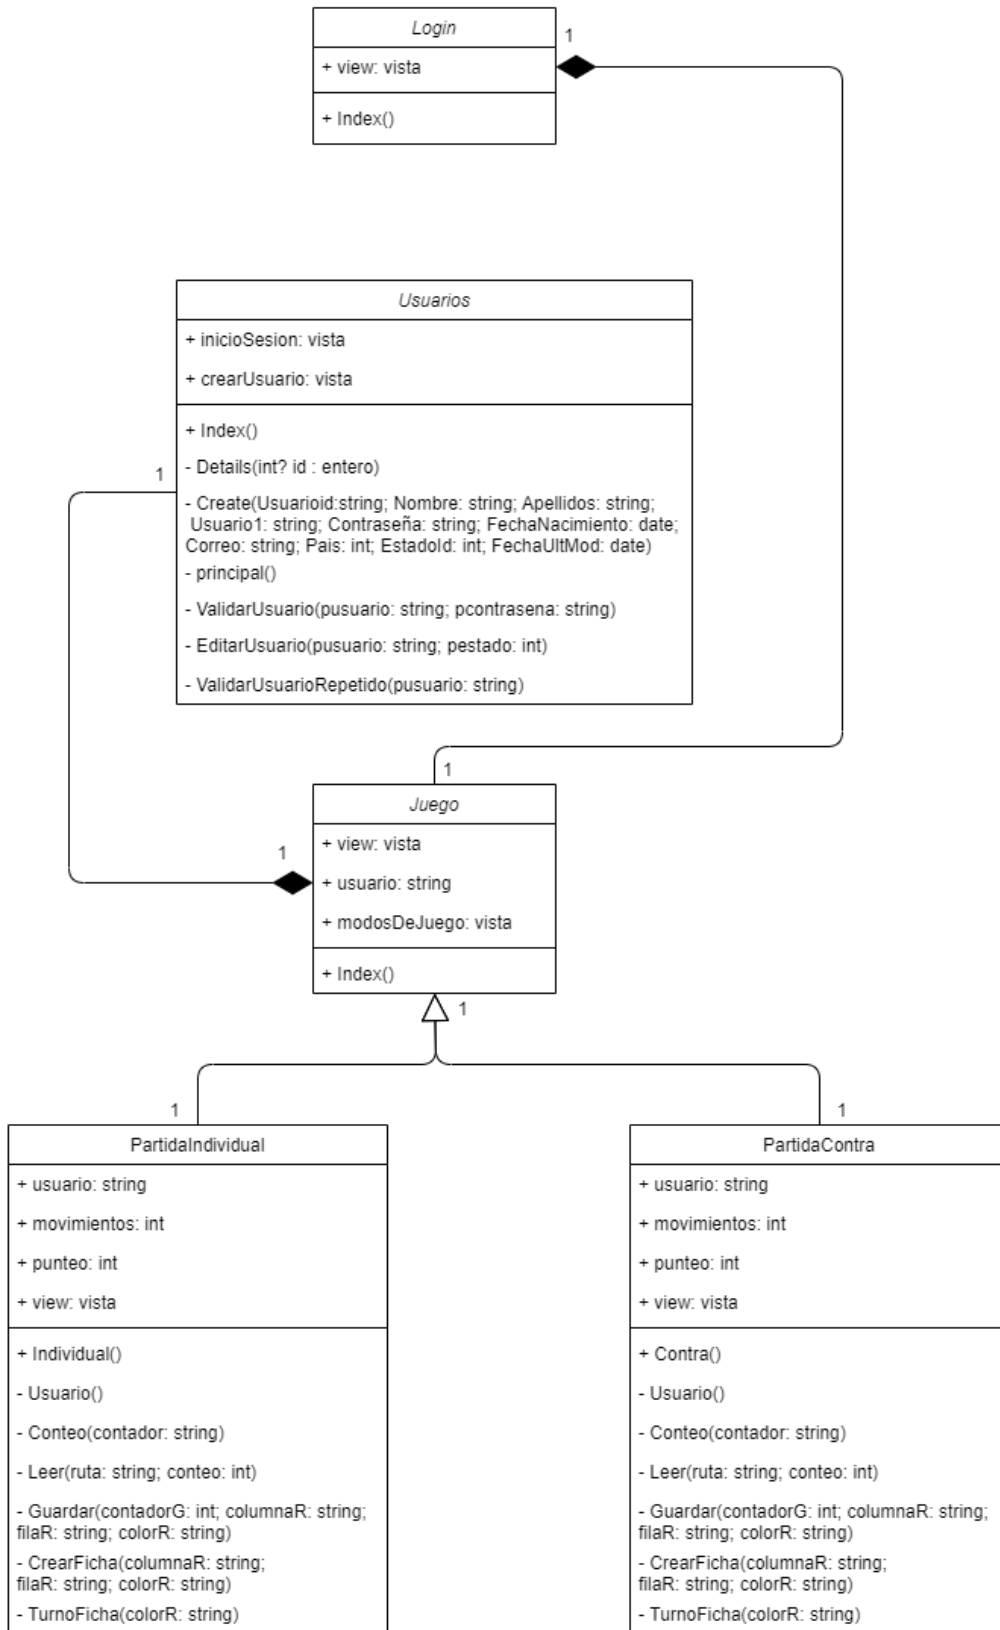 Login
1
+ view: vista
+ Index()
Usuarios
+ inicioSesion: vista
+ crearUsuario: vista
+ Index()
- Details(int? id : entero)
1
- Create(Usuarioid:string; Nombre: string; Apellidos: string;
Usuario1: string; Contraseña: string; FechaNacimiento: date;
Correo: string; Pais: int; EstadoId: int; FechaUltMod: date)
- principal()
- ValidarUsuario(pusuario: string; pcontrasena: string)
- EditarUsuario(pusuario: string; pestado: int)
- ValidarUsuarioRepetido(pusuario: string)
1
Juego
+ view: vista
1
+ usuario: string
+ modosDeJuego: vista
+ Index()
1
1
PartidaIndividual
+ usuario: string
+ movimientos: int
+ punteo: int
+ view: vista
+ Individual()
- Usuario()
- Conteo(contador: string)
- Leer(ruta: string; conteo: int)
- Guardar(contadorG: int; columnaR: string;
filaR: string; colorR: string)
- CrearFicha(columnaR: string;
filaR: string; colorR: string)
- TurnoFicha(colorR: string)
1
PartidaContra
+ usuario: string
+ movimientos: int
+ punteo: int
+ view: vista
+ Contra()
- Usuario()
- Conteo(contador: string)
- Leer(ruta: string; conteo: int)
- Guardar(contadorG: int; columnaR: string;
filaR: string; colorR: string)
- CrearFicha(columnaR: string;
filaR: string; colorR: string)
- TurnoFicha(colorR: string)